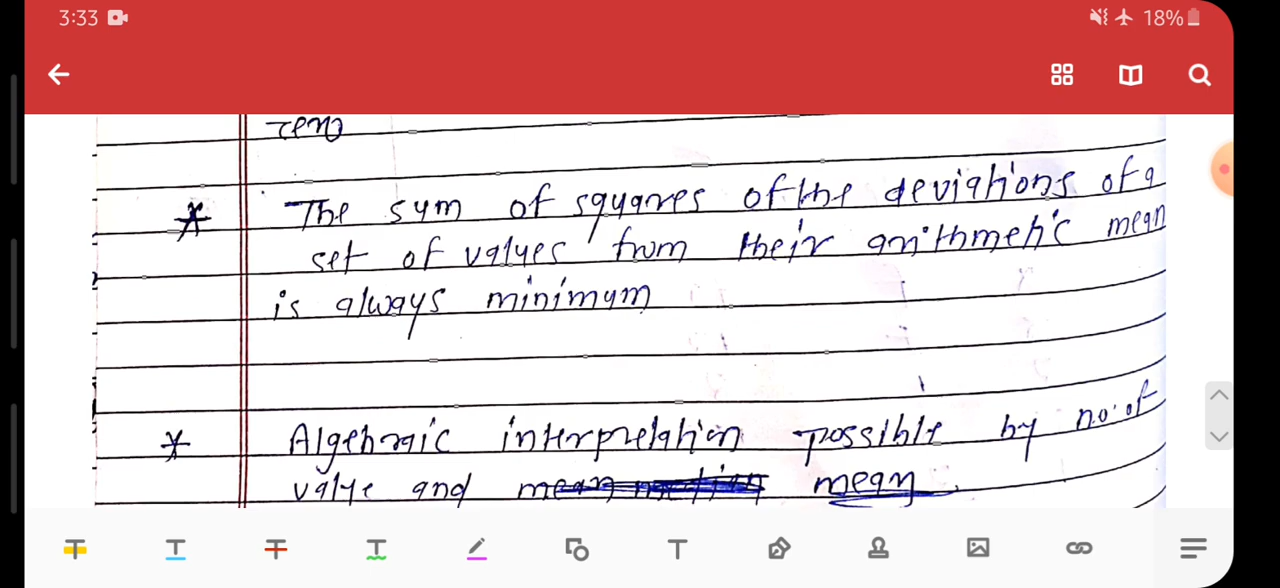 3:33
18%
zero
* The sum of squares of the deviations of a
set of values from their arithmetic mean
is always minimum
* Algebraic interpretation possible by no. of
value and mean
T T T T T